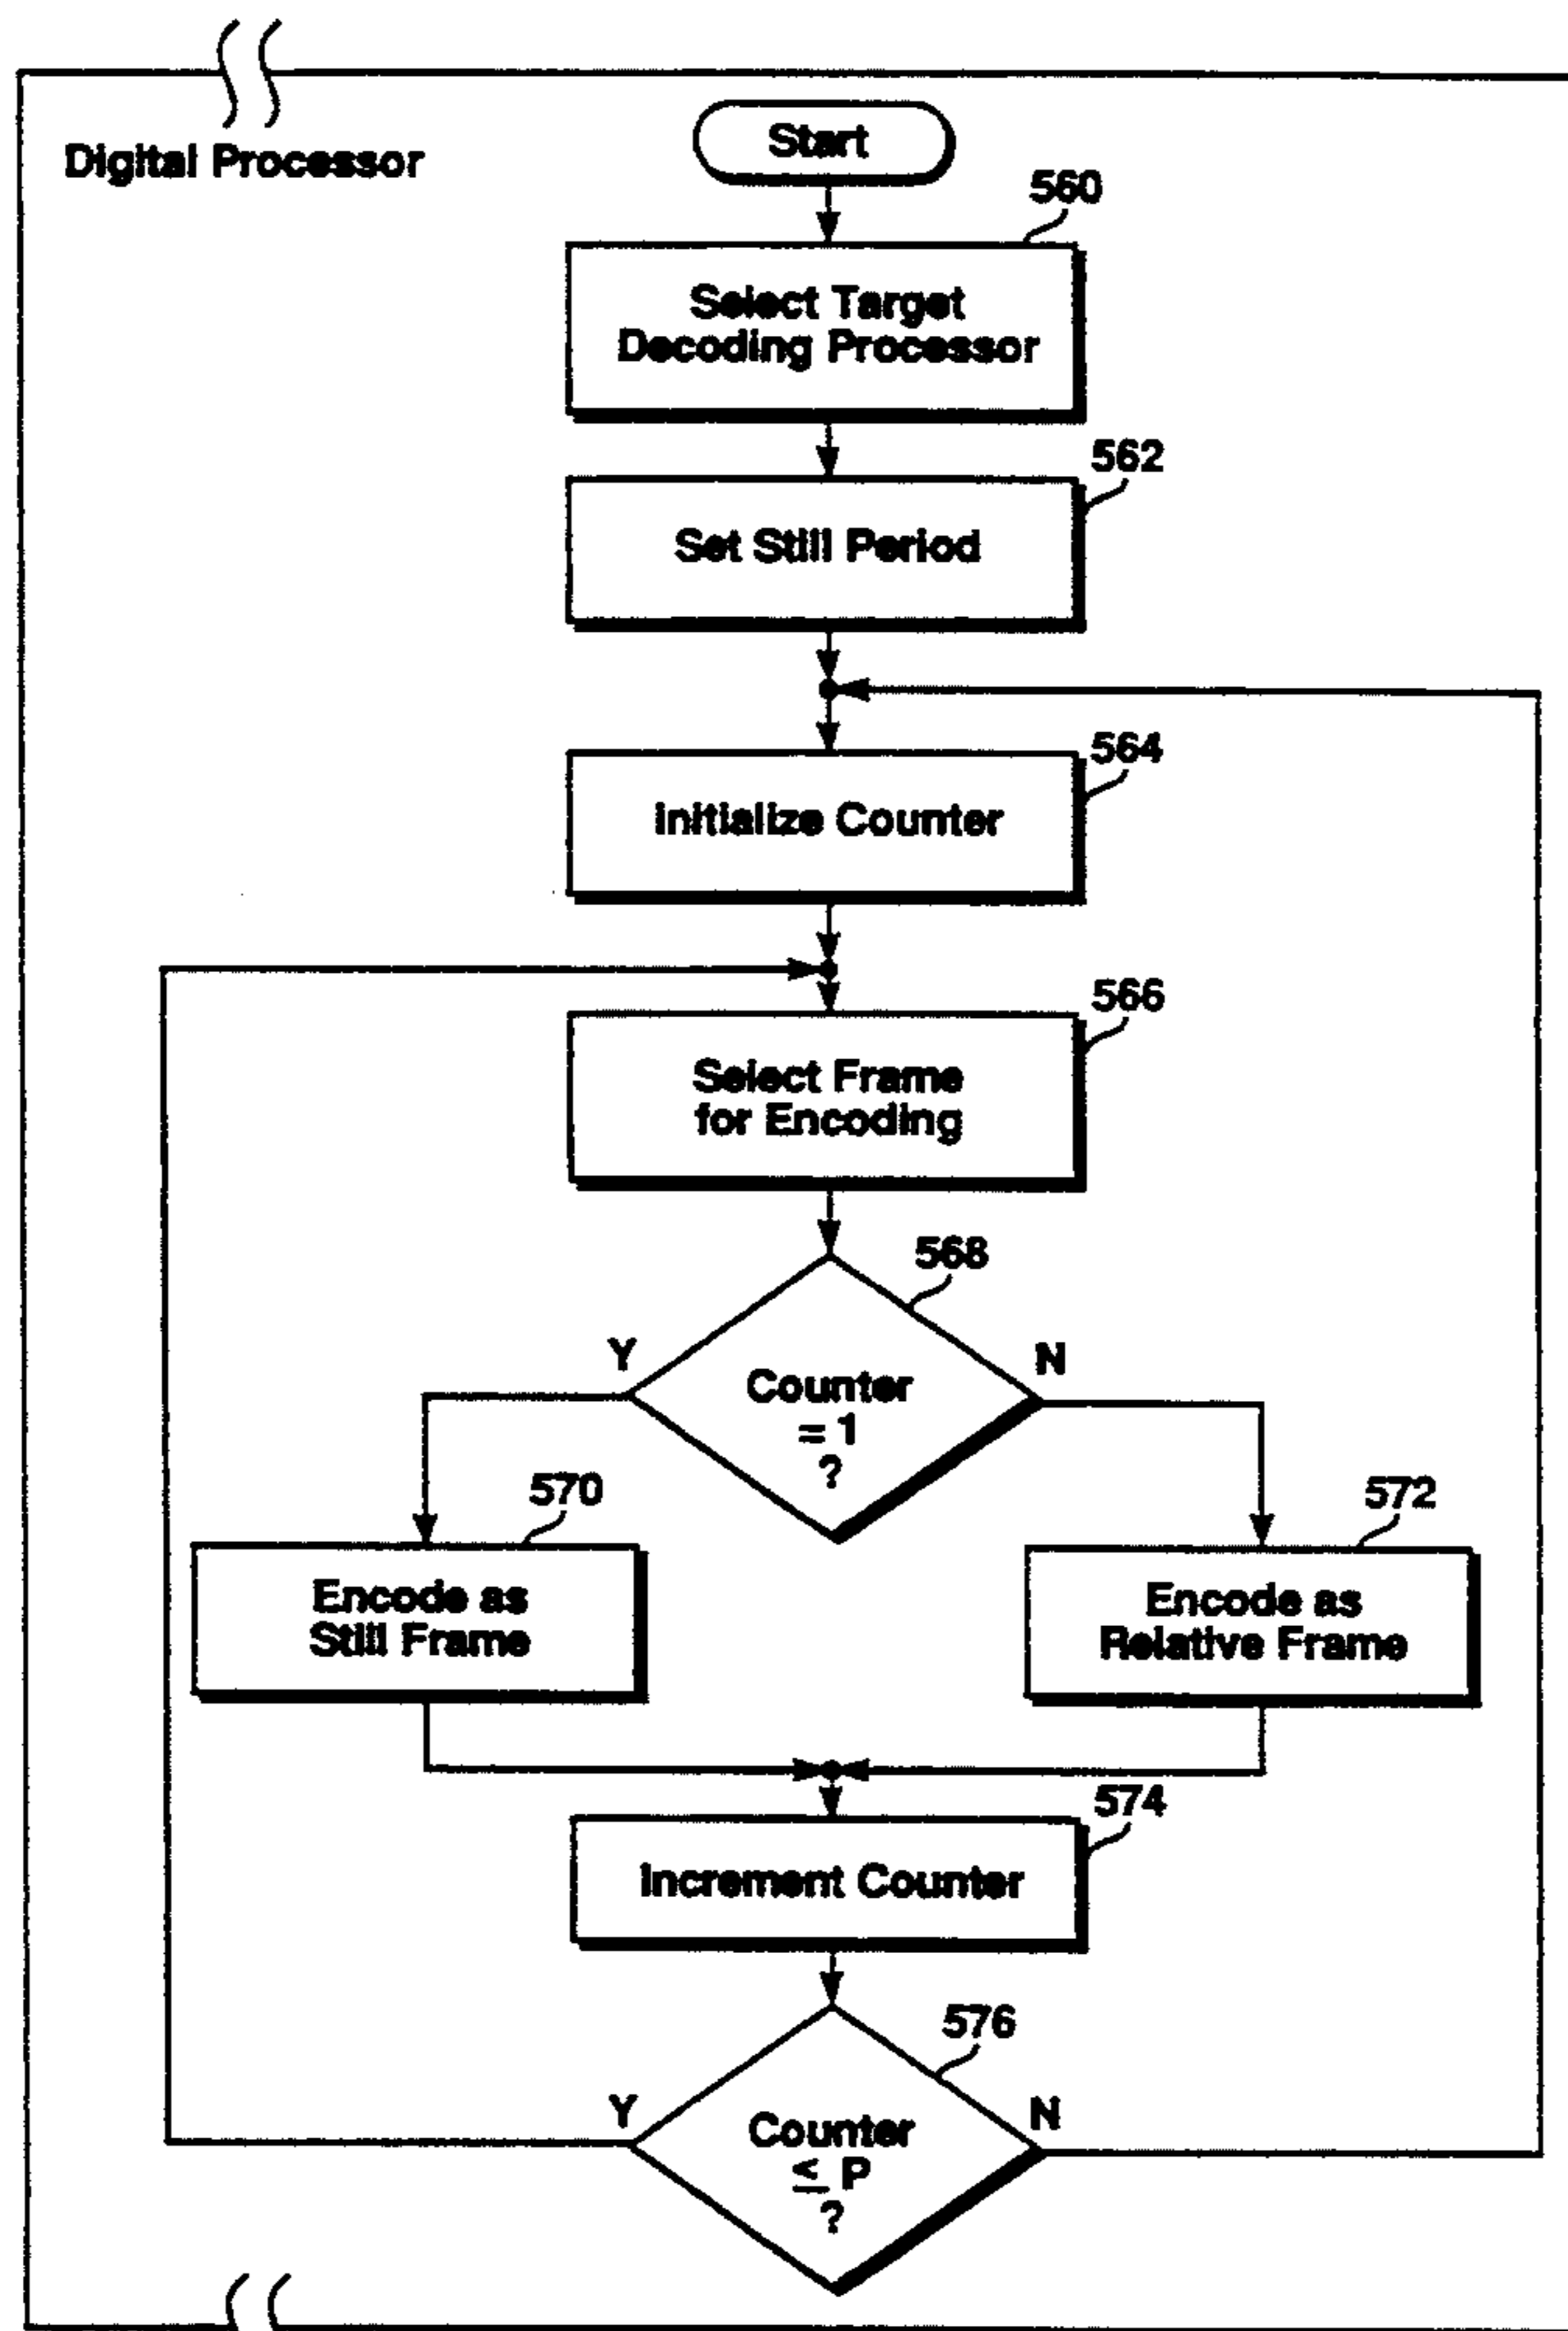 Digital Processor
Start
560
Select Target
Decoding Processor
562
Set Still Period
564
Initialize Counter
566
Select Frame
for Encoding
568
Y
N
Counter
= 1
?
570
572
Encode as
Still Frame
Encode as
Relative Frame
574
Increment Counter
576
Y
N
Counter
≤ P
?